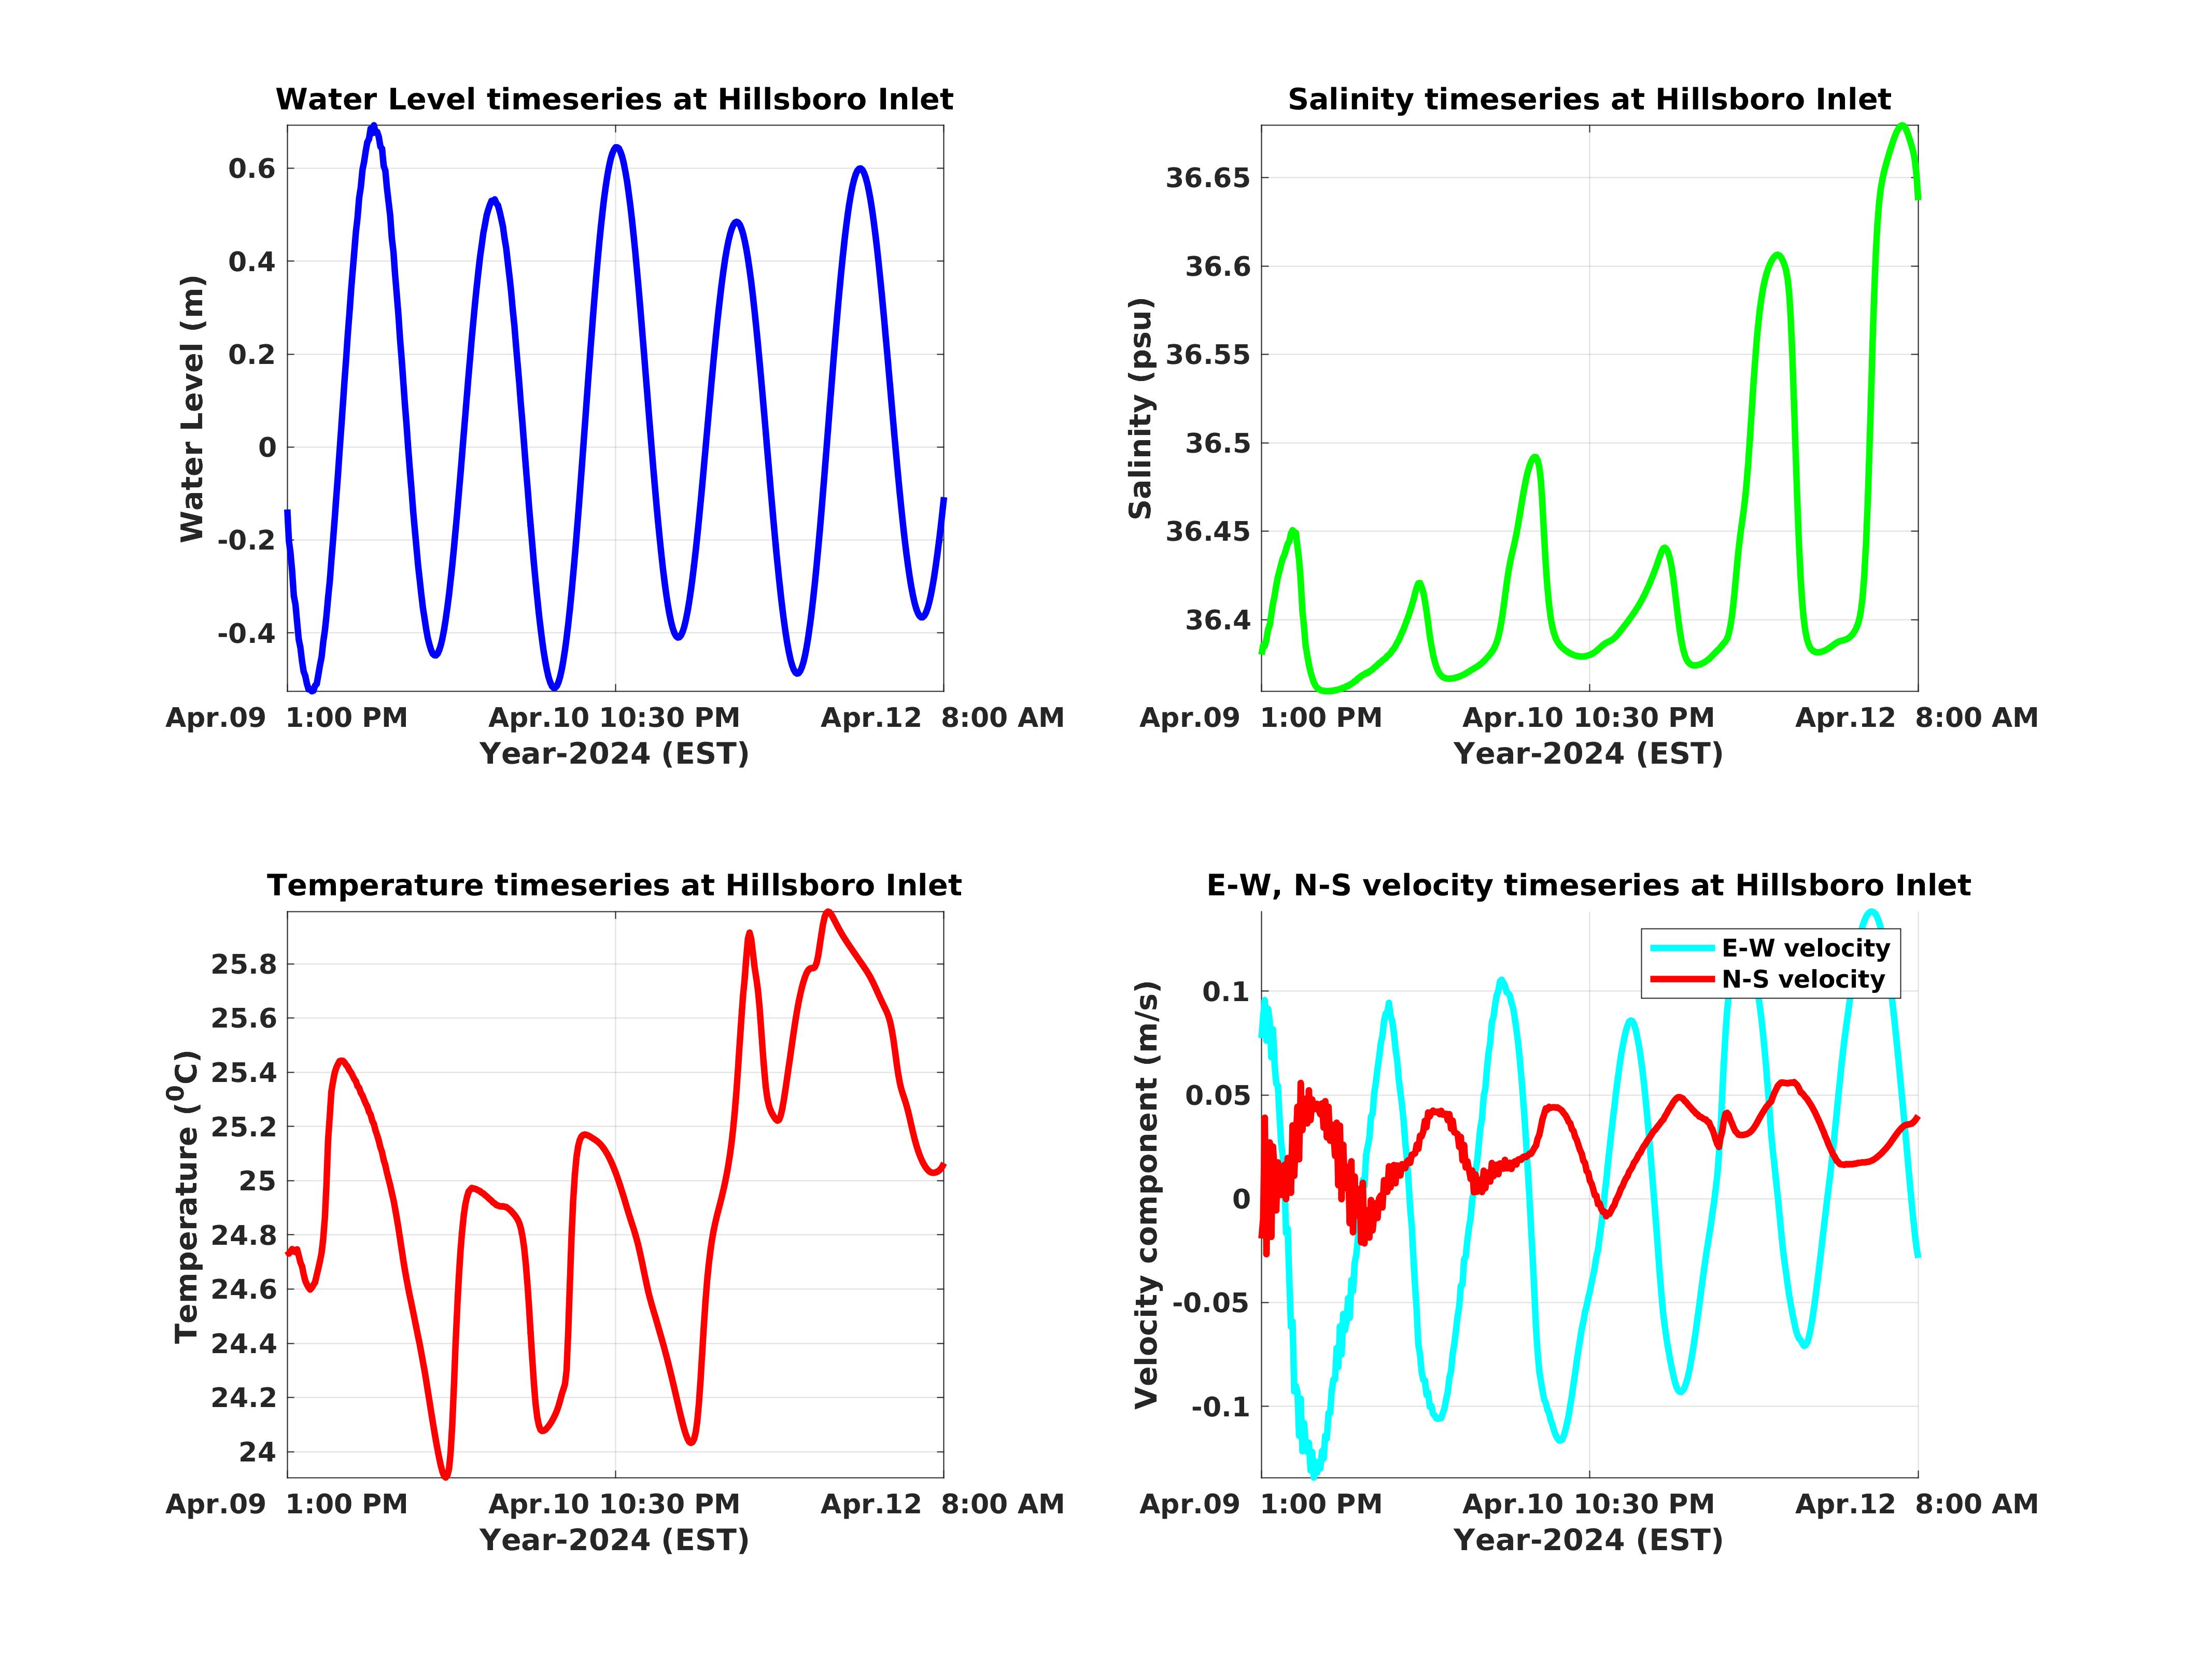 Water Level timeseries at Hillsboro Inlet
Water Level (m)
0.6
0.4
0.2
0
-0.2
-0.4
Apr.09 1:00 PM
Apr.10 10:30 PM
Apr.12 8:00 AM
Year-2024 (EST)
Salinity timeseries at Hillsboro Inlet
Salinity (psu)
36.65
36.6
36.55
36.5
36.45
36.4
Apr.09 1:00 PM
Apr.10 10:30 PM
Apr.12 8:00 AM
Year-2024 (EST)
Temperature timeseries at Hillsboro Inlet
Temperature (⁰C)
25.8
25.6
25.4
25.2
25
24.8
24.6
24.4
24.2
24
Apr.09 1:00 PM
Apr.10 10:30 PM
Apr.12 8:00 AM
Year-2024 (EST)
E-W, N-S velocity timeseries at Hillsboro Inlet
E-W velocity
N-S velocity
Velocity component (m/s)
0.1
0.05
0
-0.05
-0.1
Apr.09 1:00 PM
Apr.10 10:30 PM
Apr.12 8:00 AM
Year-2024 (EST)